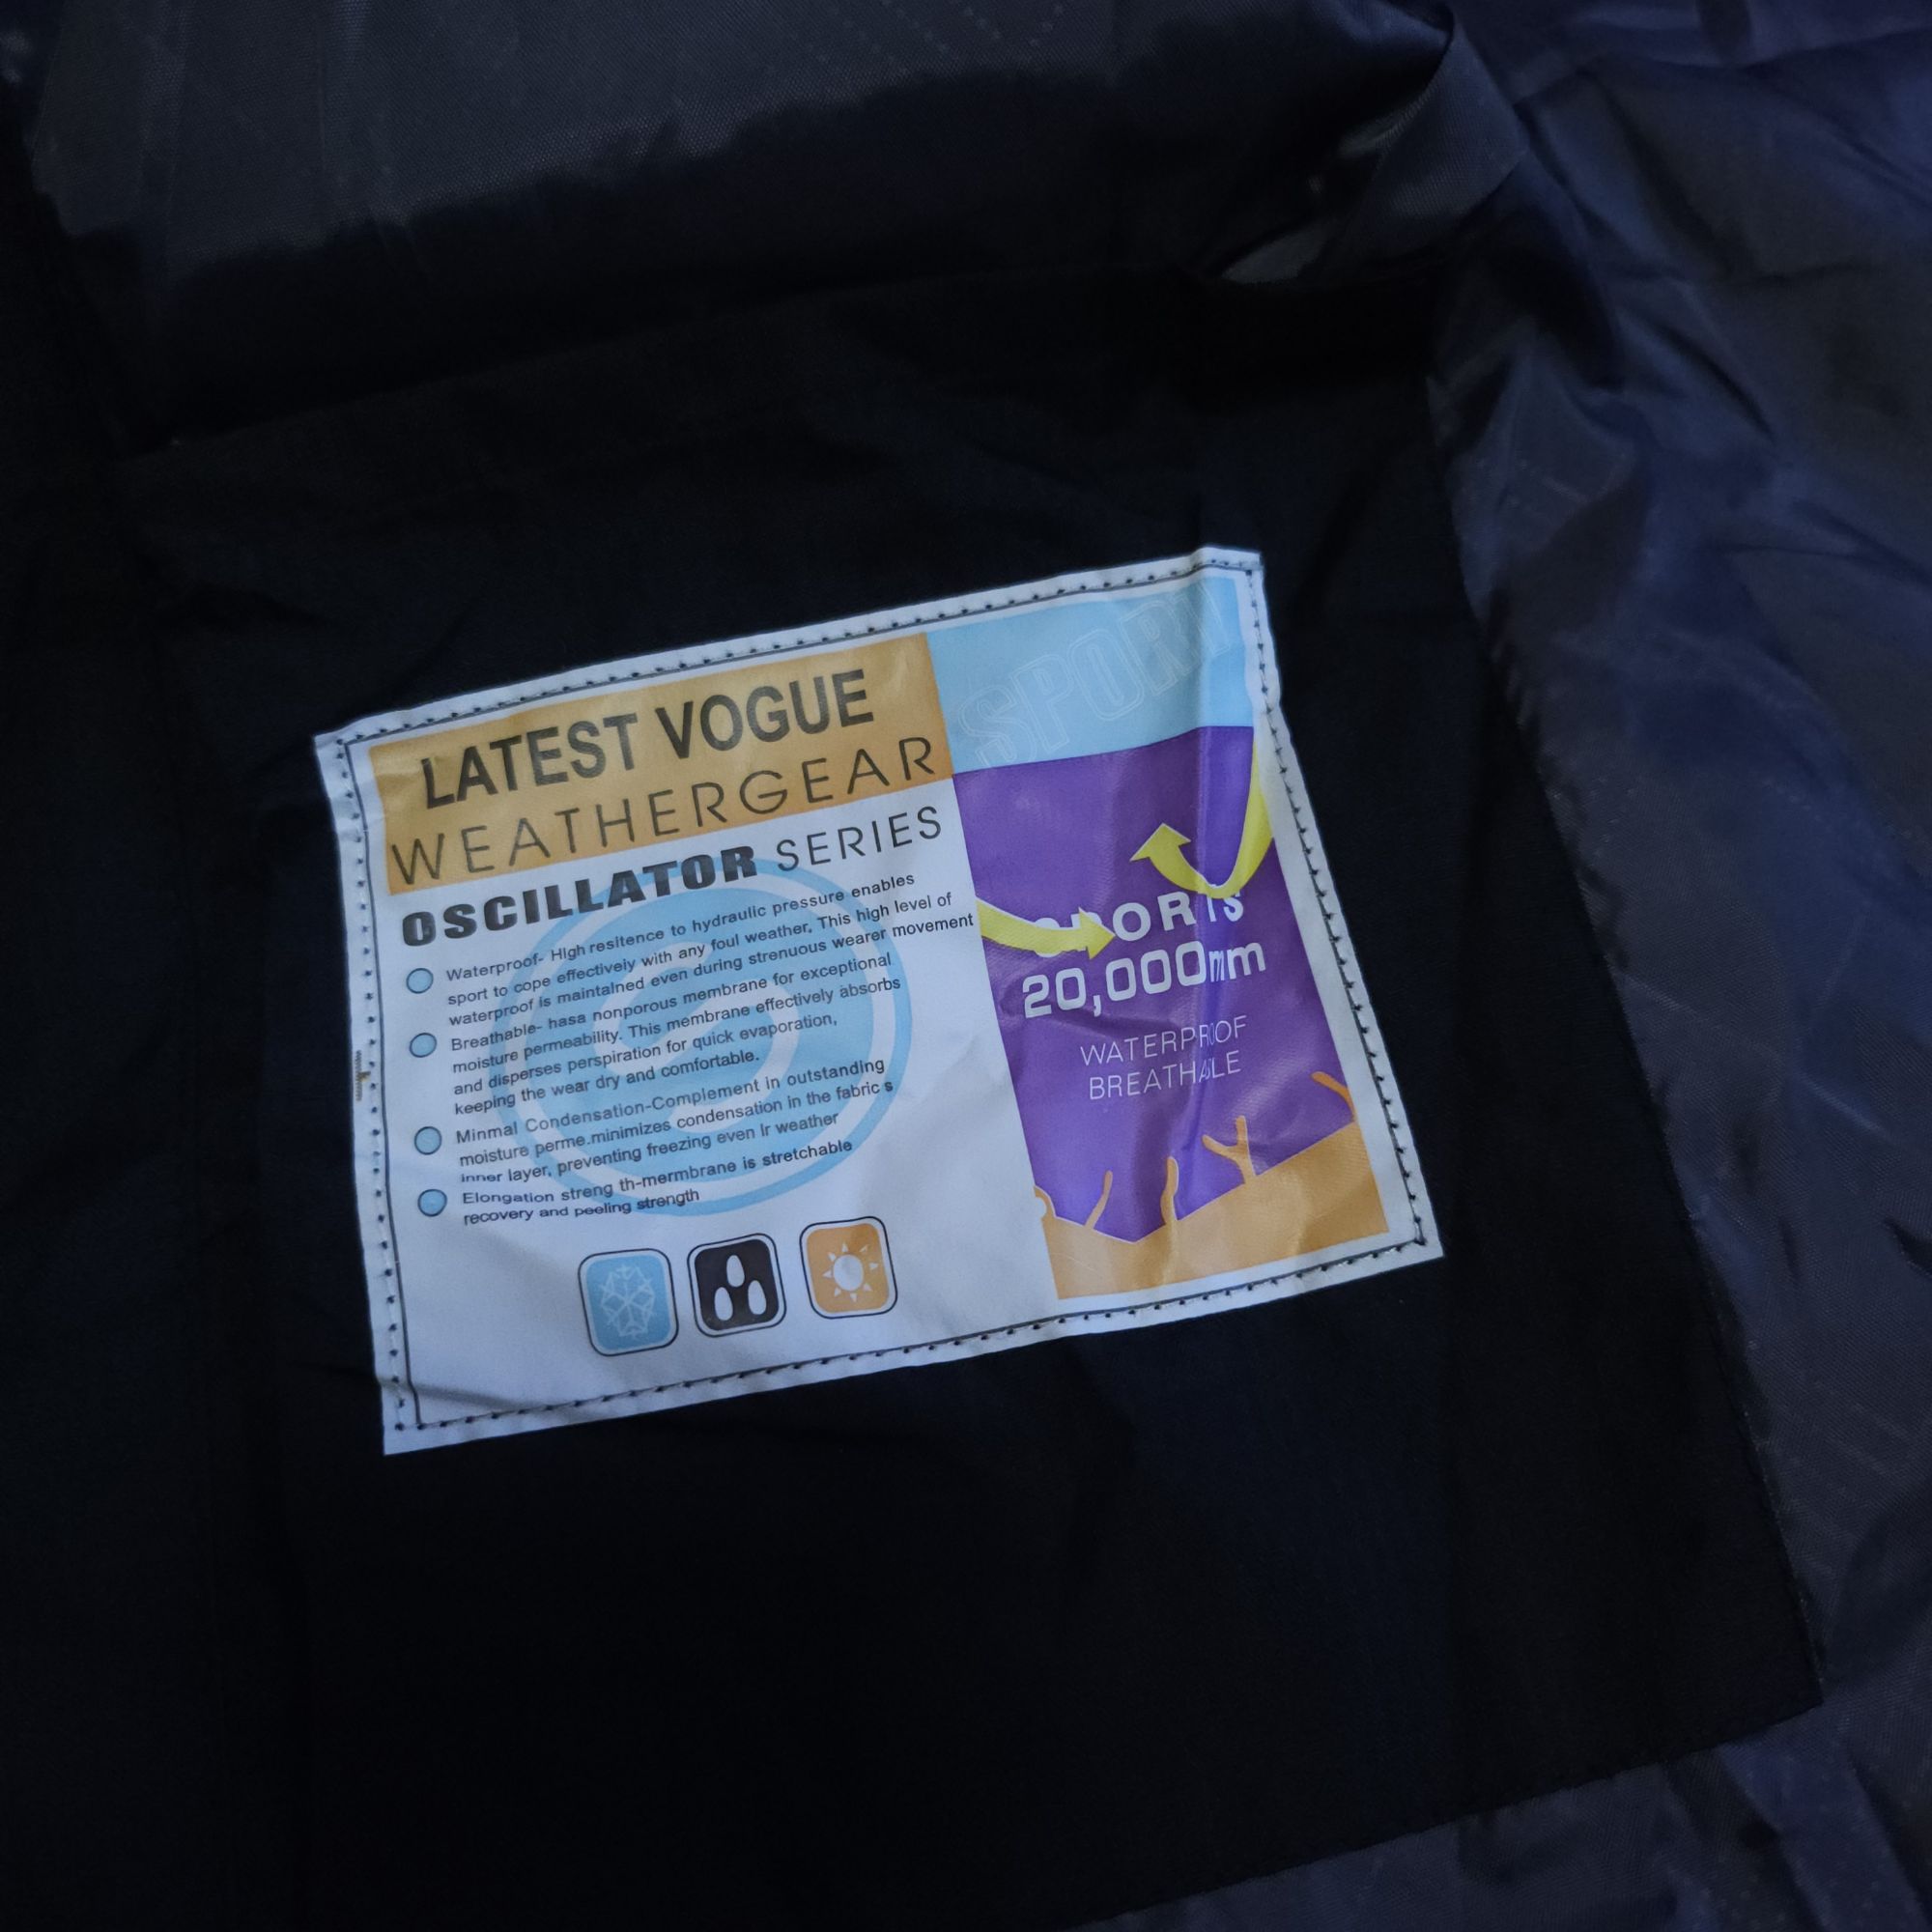 LATEST VOGUE
WEATHERGEAR
OSCILLATOR SERIES
Waterproof- High resitence to hydraulic pressure enables
sport to cope effectively with any foul weather, This high level of
waterproof is maintalned even during strenuous wearer movement
Breathable- hasa nonporous membrane for exceptional
moisture permeability. This membrane effectively absorbs
and disperses perspiration for quick evaporation,
keeping the wear dry and comfortable.
Minmal Condensation-Complement in outstanding
moisture perme.minimizes condensation in the fabric s
inner layer, preventing freezing even Ir weather
Elongation streng th-mermbrane is stretchable
recovery and peeling strength
SPORT
SPORTS
20,000mm
WATERPROOF